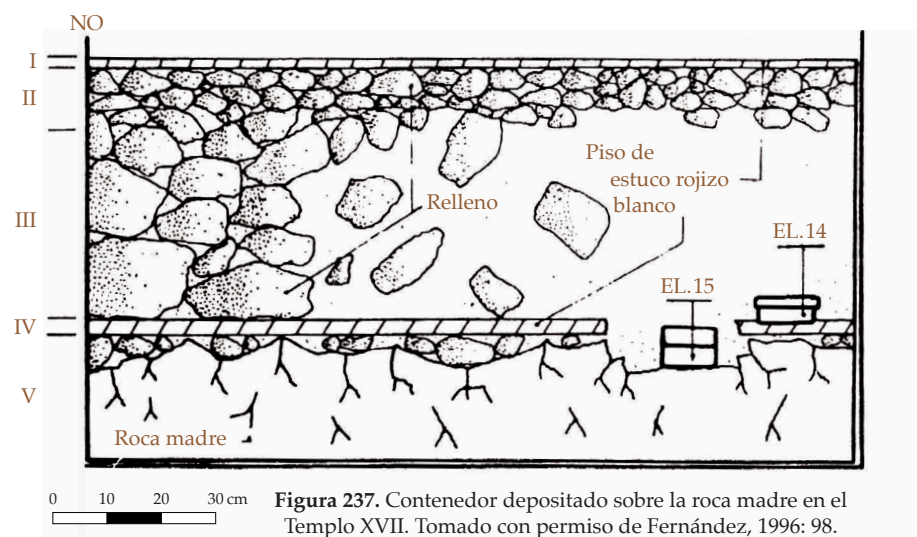 NO
I
II
III
IV
V
Piso de
estuco rojizo
blanco
Relleno
EL.14
EL.15
Roca madre
0 10 20 30 cm
Figura 237. Contenedor depositado sobre la roca madre en el
Templo XVII. Tomado con permiso de Fernández, 1996: 98.